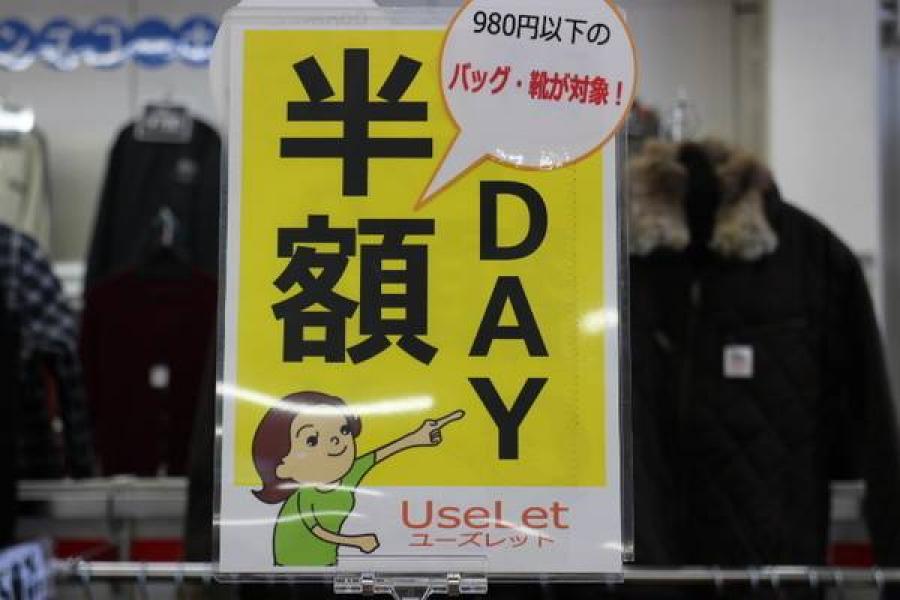 980円以下の
バッグ・靴が対象！
半額
DAY
UseLet
ユーズレット